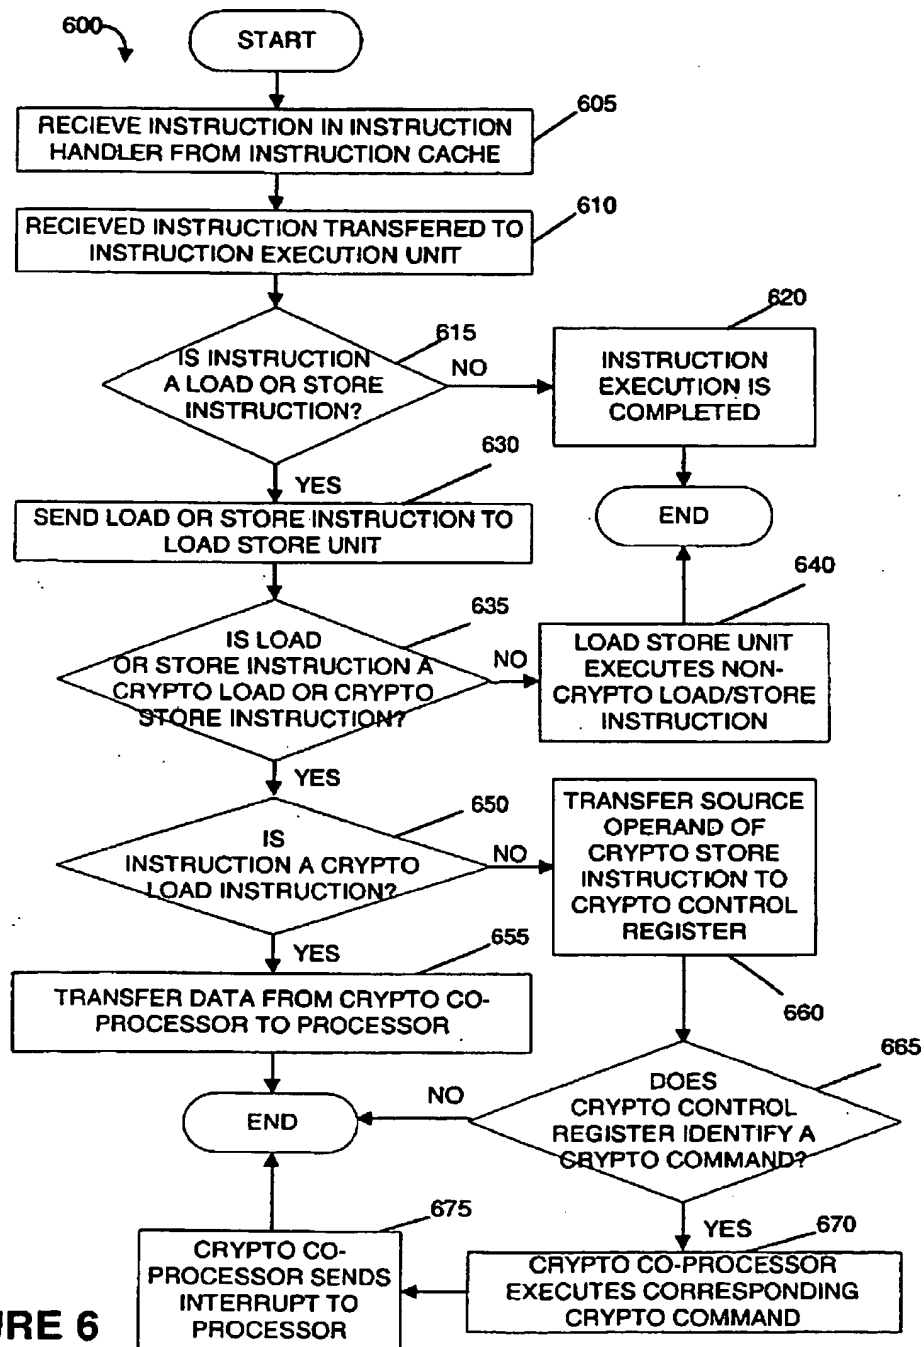 600
START
605
RECIEVE INSTRUCTION IN INSTRUCTION
HANDLER FROM INSTRUCTION CACHE
610
RECIEVED INSTRUCTION TRANSFERED TO
INSTRUCTION EXECUTION UNIT
615
IS INSTRUCTION
A LOAD OR STORE
INSTRUCTION?
NO
620
INSTRUCTION
EXECUTION IS
COMPLETED
END
YES
630
SEND LOAD OR STORE INSTRUCTION TO
LOAD STORE UNIT
635
IS LOAD
OR STORE INSTRUCTION A
CRYPTO LOAD OR CRYPTO
STORE INSTRUCTION?
NO
640
LOAD STORE UNIT
EXECUTES NON-
CRYPTO LOAD/STORE
INSTRUCTION
YES
650
IS
INSTRUCTION A CRYPTO
LOAD INSTRUCTION?
NO
TRANSFER SOURCE
OPERAND OF
CRYPTO STORE
INSTRUCTION TO
CRYPTO CONTROL
REGISTER
660
YES
655
TRANSFER DATA FROM CRYPTO CO-
PROCESSOR TO PROCESSOR
END
665
DOES
CRYPTO CONTROL
REGISTER IDENTIFY A
CRYPTO COMMAND?
NO
YES
670
CRYPTO CO-PROCESSOR
EXECUTES CORRESPONDING
CRYPTO COMMAND
675
CRYPTO CO-
PROCESSOR SENDS
INTERRUPT TO
PROCESSOR
URE 6